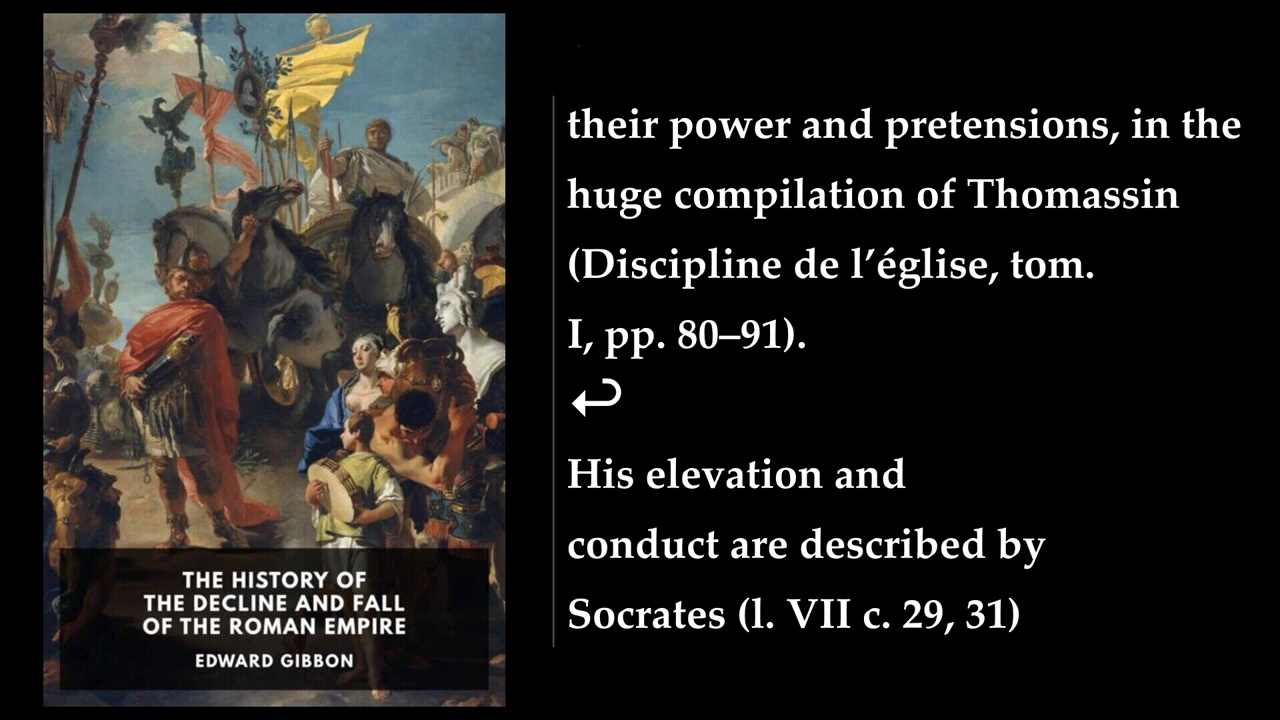 THE HISTORY OF
THE DECLINE AND FALL
OF THE ROMAN EMPIRE
EDWARD GIBBON
their power and pretensions, in the
huge compilation of Thomassin
(Discipline de l’église, tom.
I, pp. 80–91).
↩
His elevation and
conduct are described by
Socrates (l. VII c. 29, 31)